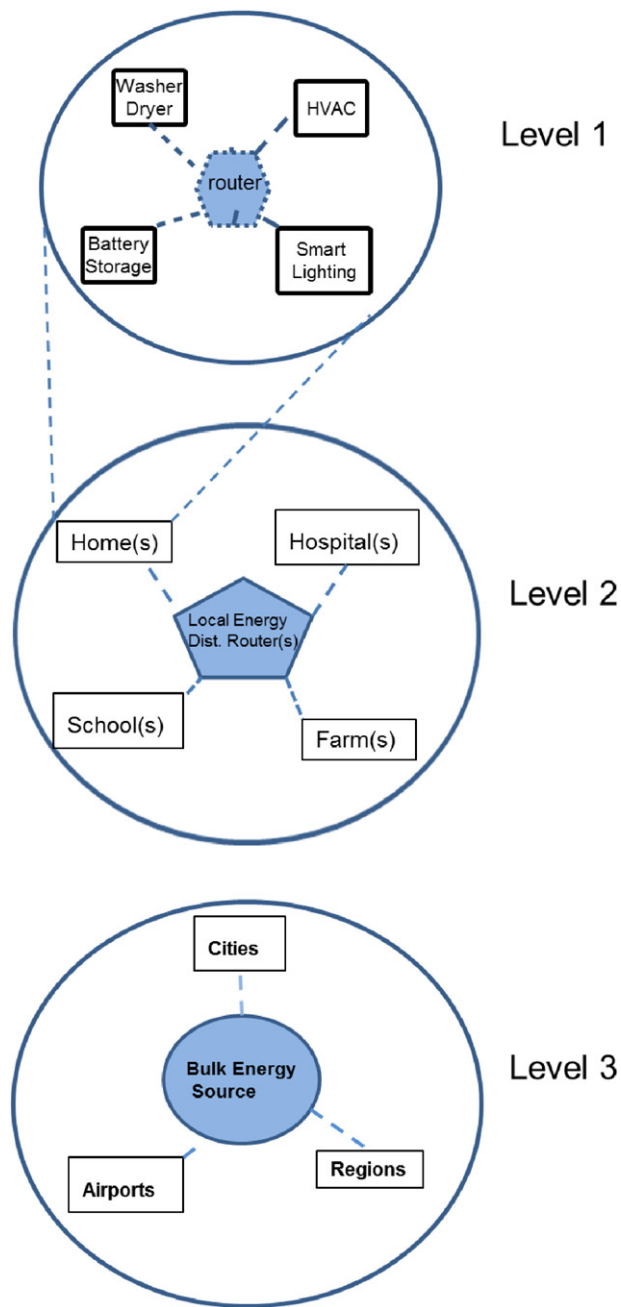 Washer
Dryer
HVAC
Level 1
router
Battery
Storage
Smart
Lighting
Home(s)
Hospital(s)
Level 2
Local Energy
Dist. Router(s)
School(s)
Farm(s)
Cities
Bulk Energy
Source
Level 3
Airports
Regions